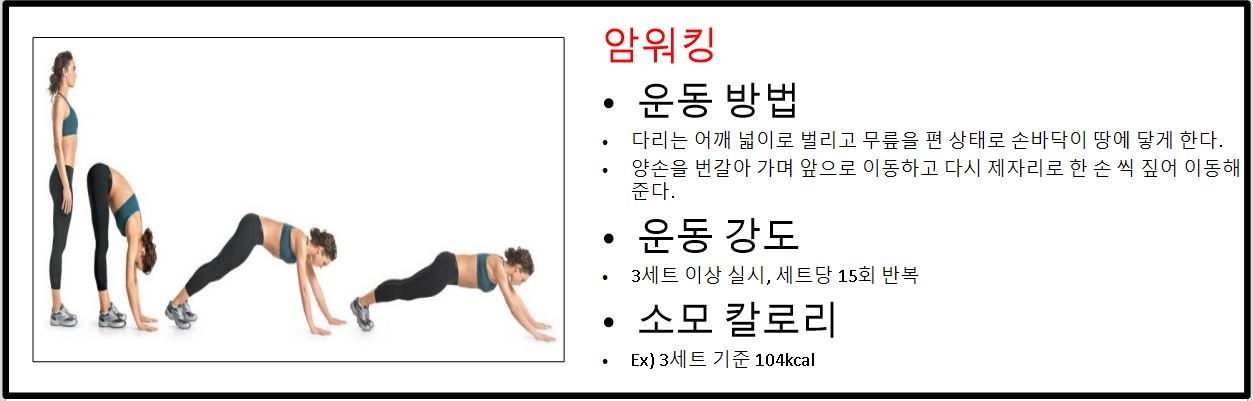 암워킹
• 운동 방법
• 다리는 어깨 넓이로 벌리고 무릎을 편 상태로 손바닥이 땅에 닿게 한다.
• 양손을 번갈아 가며 앞으로 이동하고 다시 제자리로 한 손 씩 짚어 이동해
준다.
• 운동 강도
• 3세트 이상 실시, 세트당 15회 반복
• 소모 칼로리
• Ex) 3세트 기준 104kcal